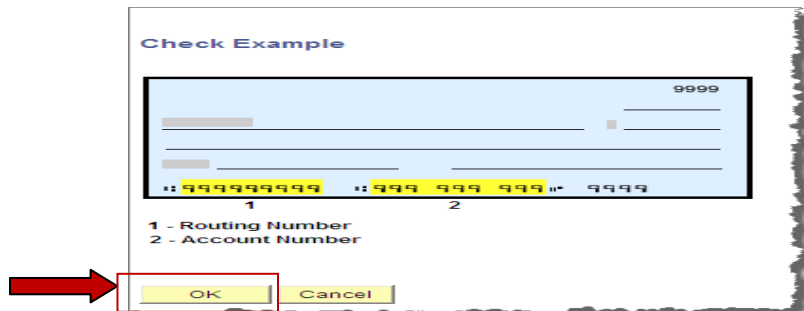 Check Example
9999
⑆999999999 ⑆999 999 999⑈ 9999
1 2
1 - Routing Number
2 - Account Number
OK Cancel